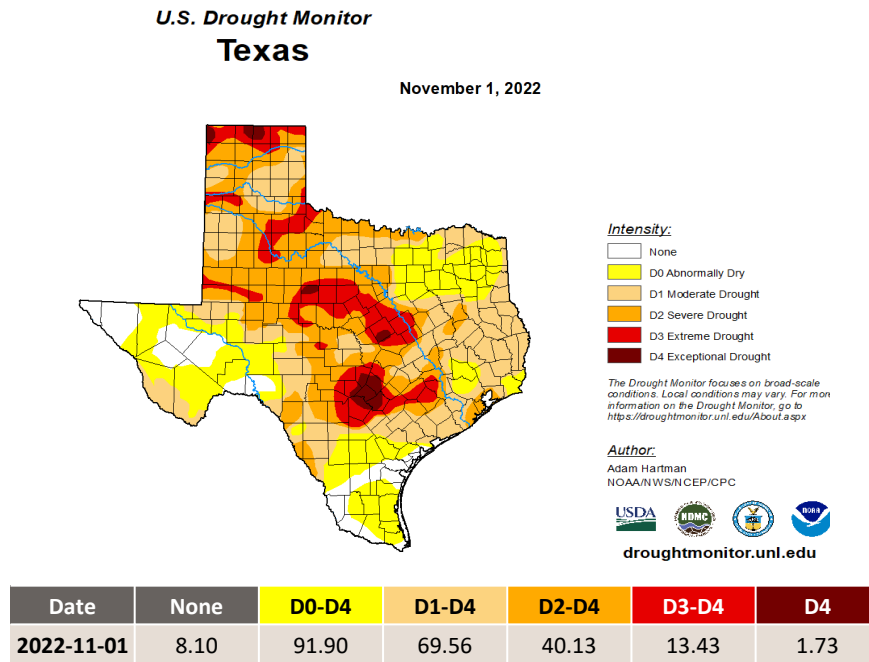 U.S. Drought Monitor
Texas
November 1, 2022
Intensity:
None
D0 Abnormally Dry
D1 Moderate Drought
D2 Severe Drought
D3 Extreme Drought
D4 Exceptional Drought
The Drought Monitor focuses on broad-scale
conditions. Local conditions may vary. For more
information on the Drought Monitor, go to
https://droughtmonitor.unl.edu/About.aspx
Author:
Adam Hartman
NOAA/NWS/NCEP/CPC
USDA NDMC NOAA
droughtmonitor.unl.edu
Date None D0-D4 D1-D4 D2-D4 D3-D4 D4
2022-11-01 8.10 91.90 69.56 40.13 13.43 1.73